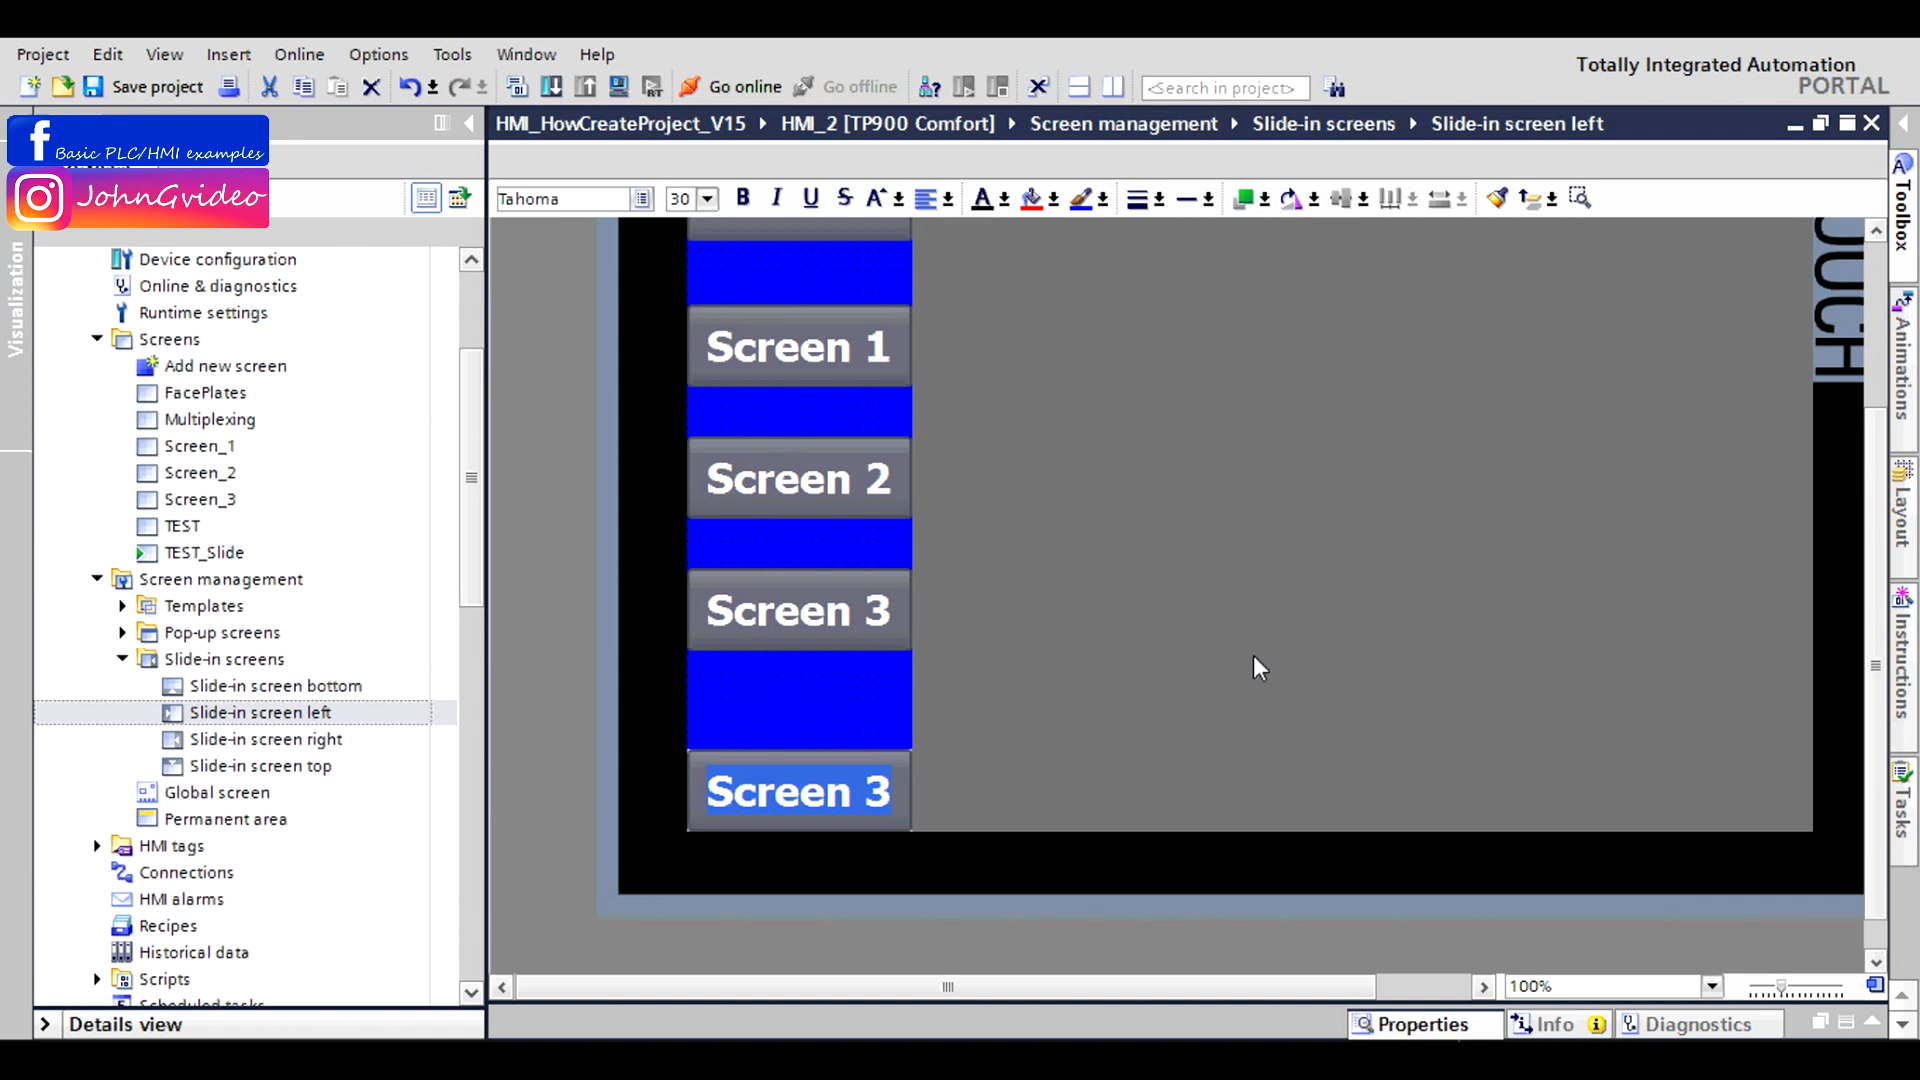 Project Edit View Insert Online Options Tools Window Help
Totally Integrated Automation
PORTAL
Save project Go online Go offline <Search in project>
HMI_HowCreateProject_V15 HMI_2 [TP900 Comfort] Screen management Slide-in screens Slide-in screen left
Basic PLC/HMI examples
JohnGvideo
Tahoma 30 B I U S A A
Visualization
Device configuration
Online & diagnostics
Runtime settings
Screens
Add new screen
FacePlates
Multiplexing
Screen_1
Screen_2
Screen_3
TEST
TEST_Slide
Screen management
Templates
Pop-up screens
Slide-in screens
Slide-in screen bottom
Slide-in screen left
Slide-in screen right
Slide-in screen top
Global screen
Permanent area
HMI tags
Connections
HMI alarms
Recipes
Historical data
Scripts
Scheduled tasks
Details view
Screen 1
Screen 2
Screen 3
Screen 3
OUCH
Toolbox
Animations
Layout
Instructions
Tasks
100%
Properties Info Diagnostics